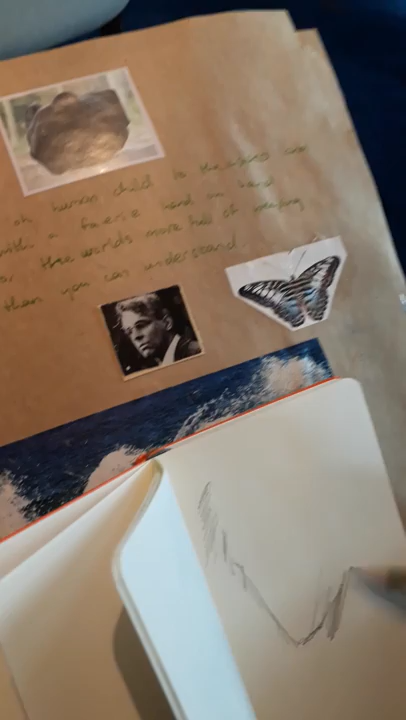 oh human child to the waters and
with a faerie hand in hand
for the worlds more full of weeping
than you can understand